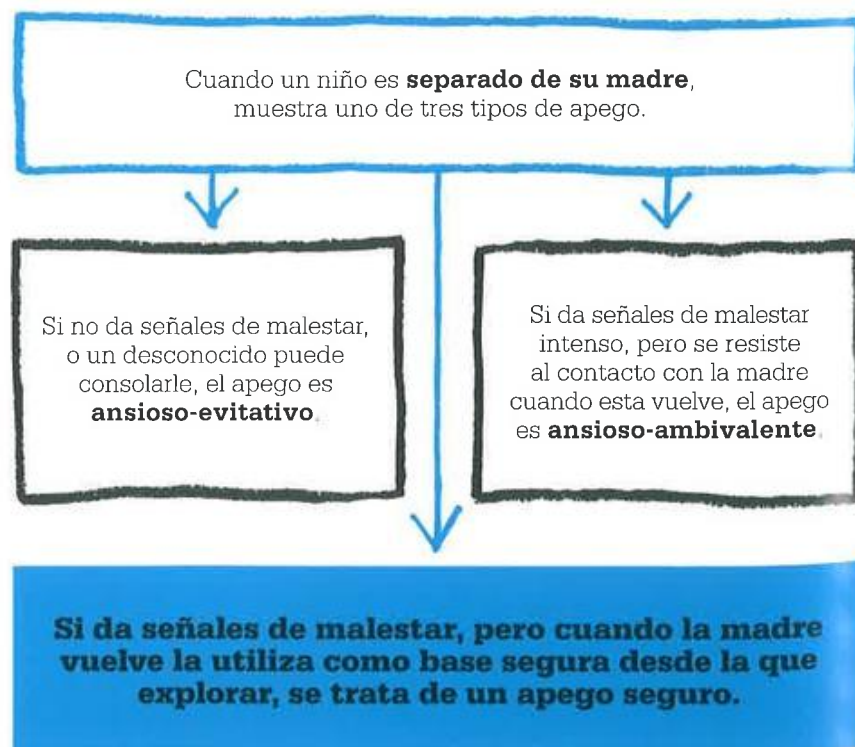 Cuando un niño es separado de su madre,
muestra uno de tres tipos de apego.
Si no da señales de malestar,
o un desconocido puede
consolarle, el apego es
ansioso-evitativo.
Si da señales de malestar
intenso, pero se resiste
al contacto con la madre
cuando esta vuelve, el apego
es ansioso-ambivalente.
Si da señales de malestar, pero cuando la madre
vuelve la utiliza como base segura desde la que
explorar, se trata de un apego seguro.